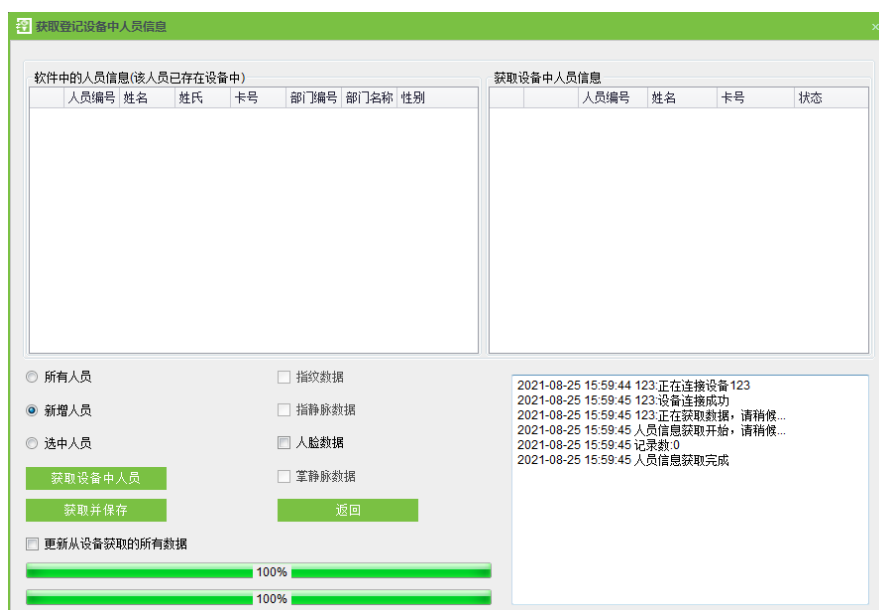 获取登记设备中人员信息
软件中的人员信息(该人员已存在设备中)
人员编号 姓名 姓氏 卡号 部门编号 部门名称 性别
获取设备中人员信息
人员编号 姓名 卡号 状态
所有人员
新增人员
选中人员
指纹数据
指静脉数据
人脸数据
掌静脉数据
获取设备中人员
获取并保存
返回
更新从设备获取的所有数据
100%
100%
2021-08-25 15:59:44 123:正在连接设备123
2021-08-25 15:59:45 123:设备连接成功
2021-08-25 15:59:45 123:正在获取数据，请稍候...
2021-08-25 15:59:45 人员信息获取开始，请稍候...
2021-08-25 15:59:45 记录数:0
2021-08-25 15:59:45 人员信息获取完成